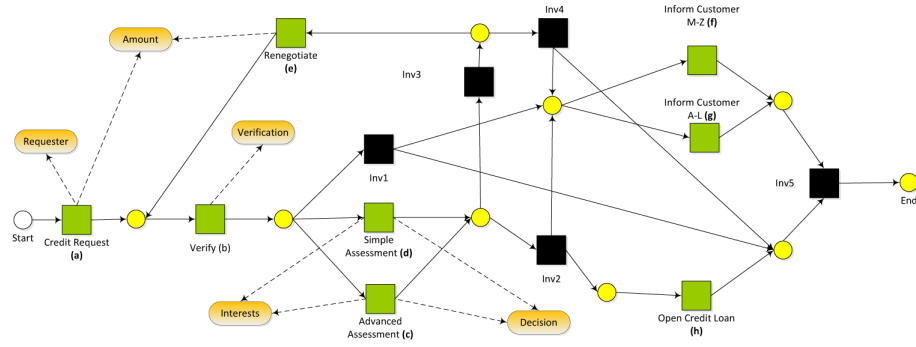 Inv4
Inform Customer
M-Z (f)
Amount
Renegotiate
(e)
Inv3
Inform Customer
A-L (g)
Verification
Requester
Inv1
Inv5
Start
Credit Request
(a)
Verify (b)
Simple
Assessment (d)
Inv2
End
Interests
Advanced
Assessment (c)
Decision
Open Credit Loan
(h)